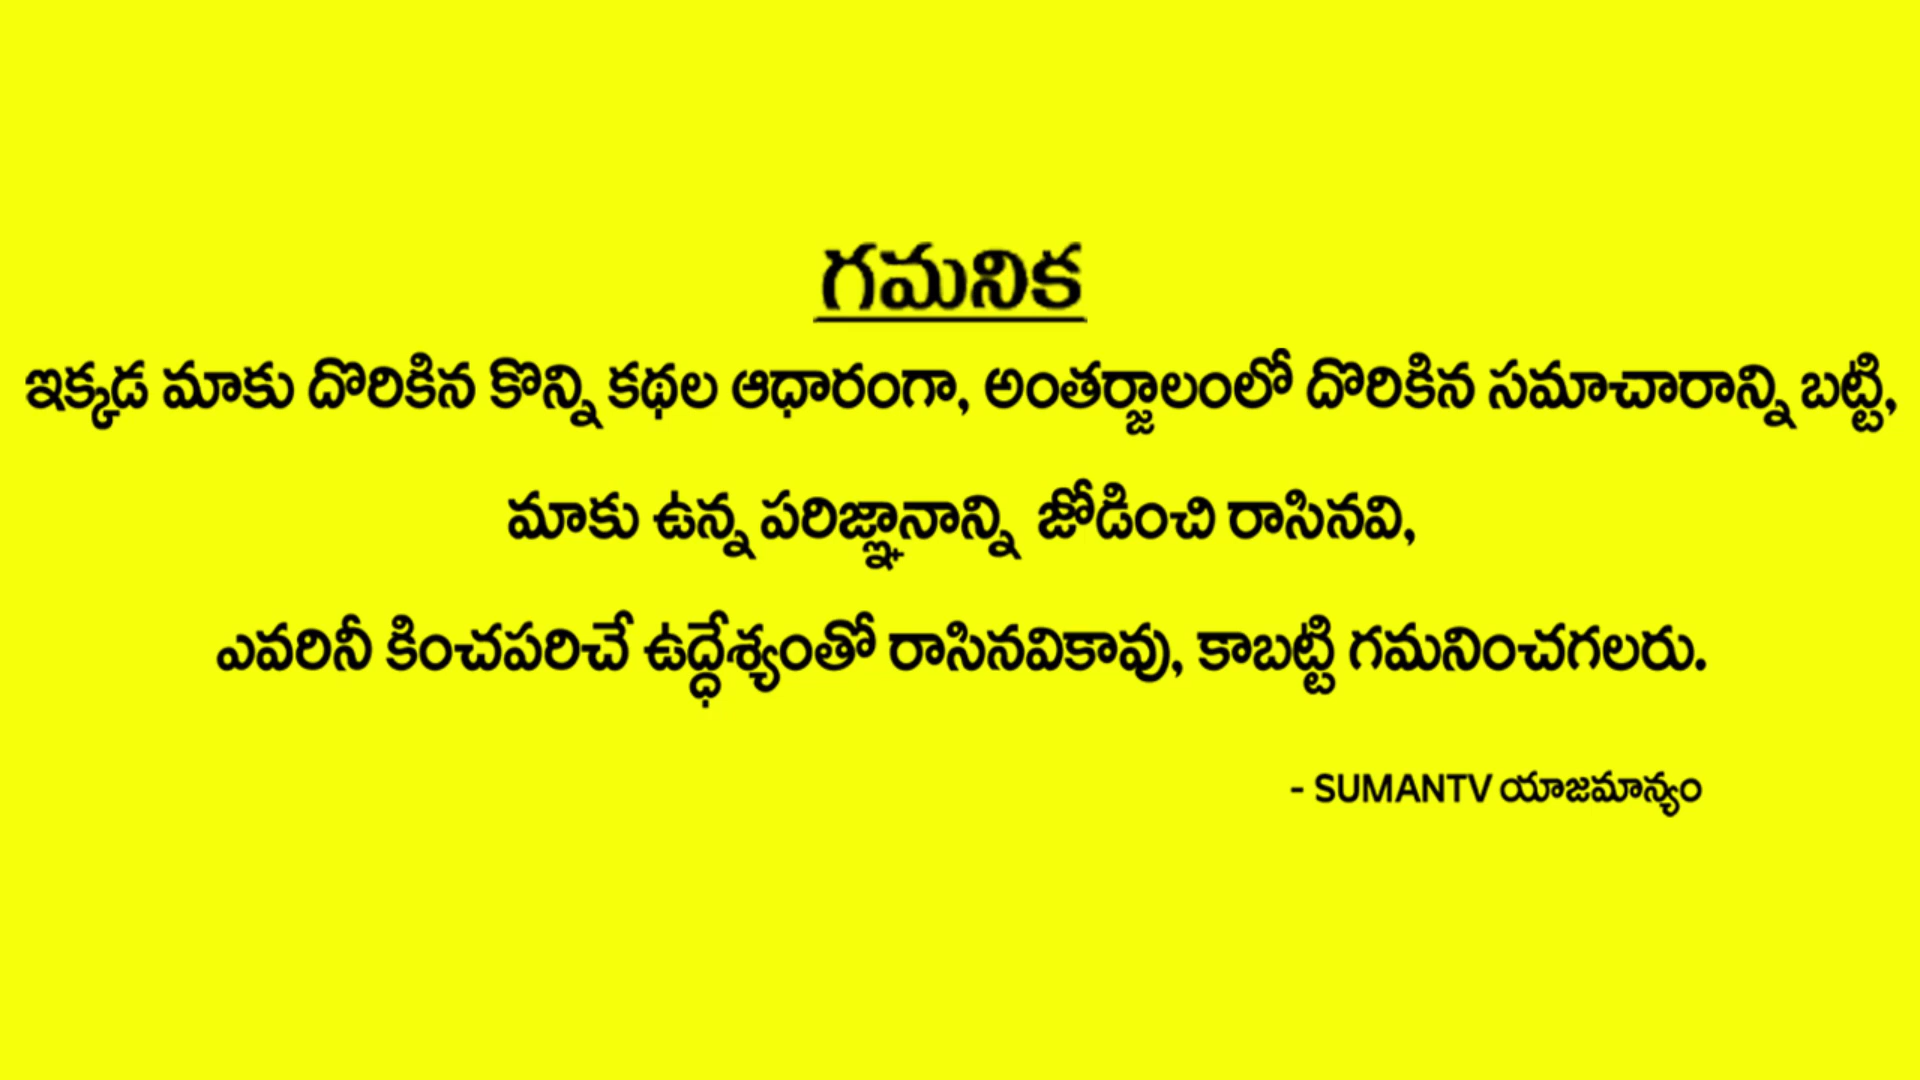 గమనిక
ఇక్కడ మాకు దొరికిన కొన్ని కథల ఆధారంగా, అంతర్జాలంలో దొరికిన సమాచారాన్ని బట్టి,
మాకు ఉన్న పరిజ్ఞానాన్ని జోడించి రాసినవి,
ఎవరినీ కించపరిచే ఉద్ధేశ్యంతో రాసినవికావు, కాబట్టి గమనించగలరు.
- SUMANTV యాజమాన్యం